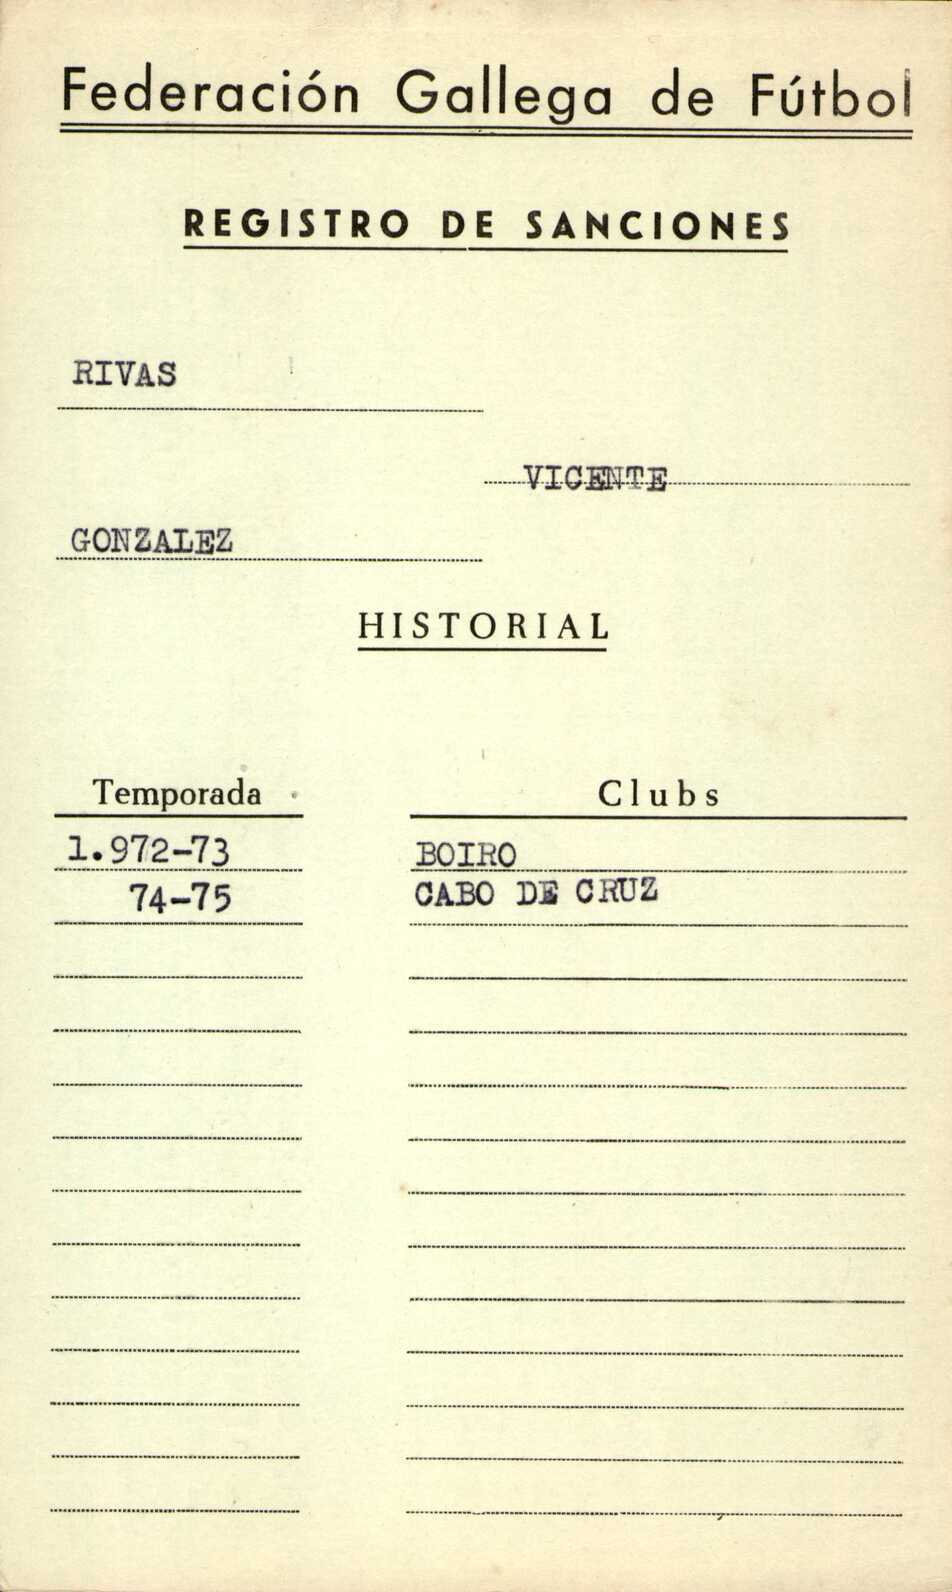 Federación Gallega de Fútbol
REGISTRO DE SANCIONES
RIVAS
VICENTE
GONZALEZ
HISTORIAL
Temporada Clubs
1.972-73 BOIRO
74-75 CABO DE CRUZ